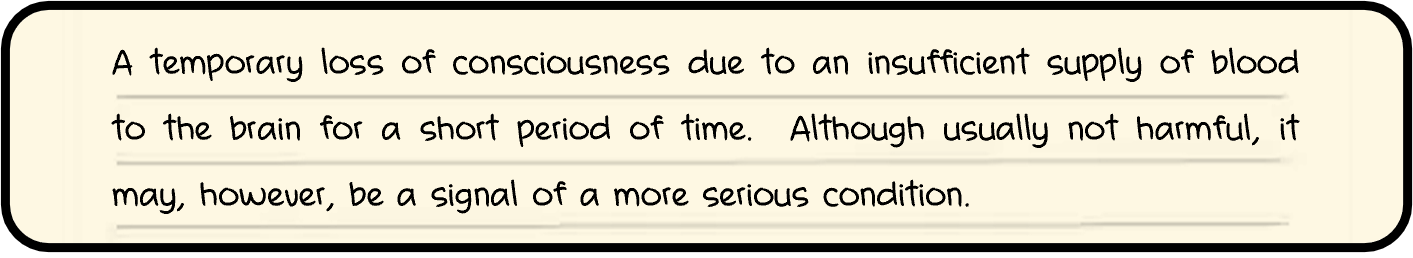 A temporary loss of consciousness due to an insufficient supply of blood
to the brain for a short period of time.  Although usually not harmful, it
may, however, be a signal of a more serious condition.